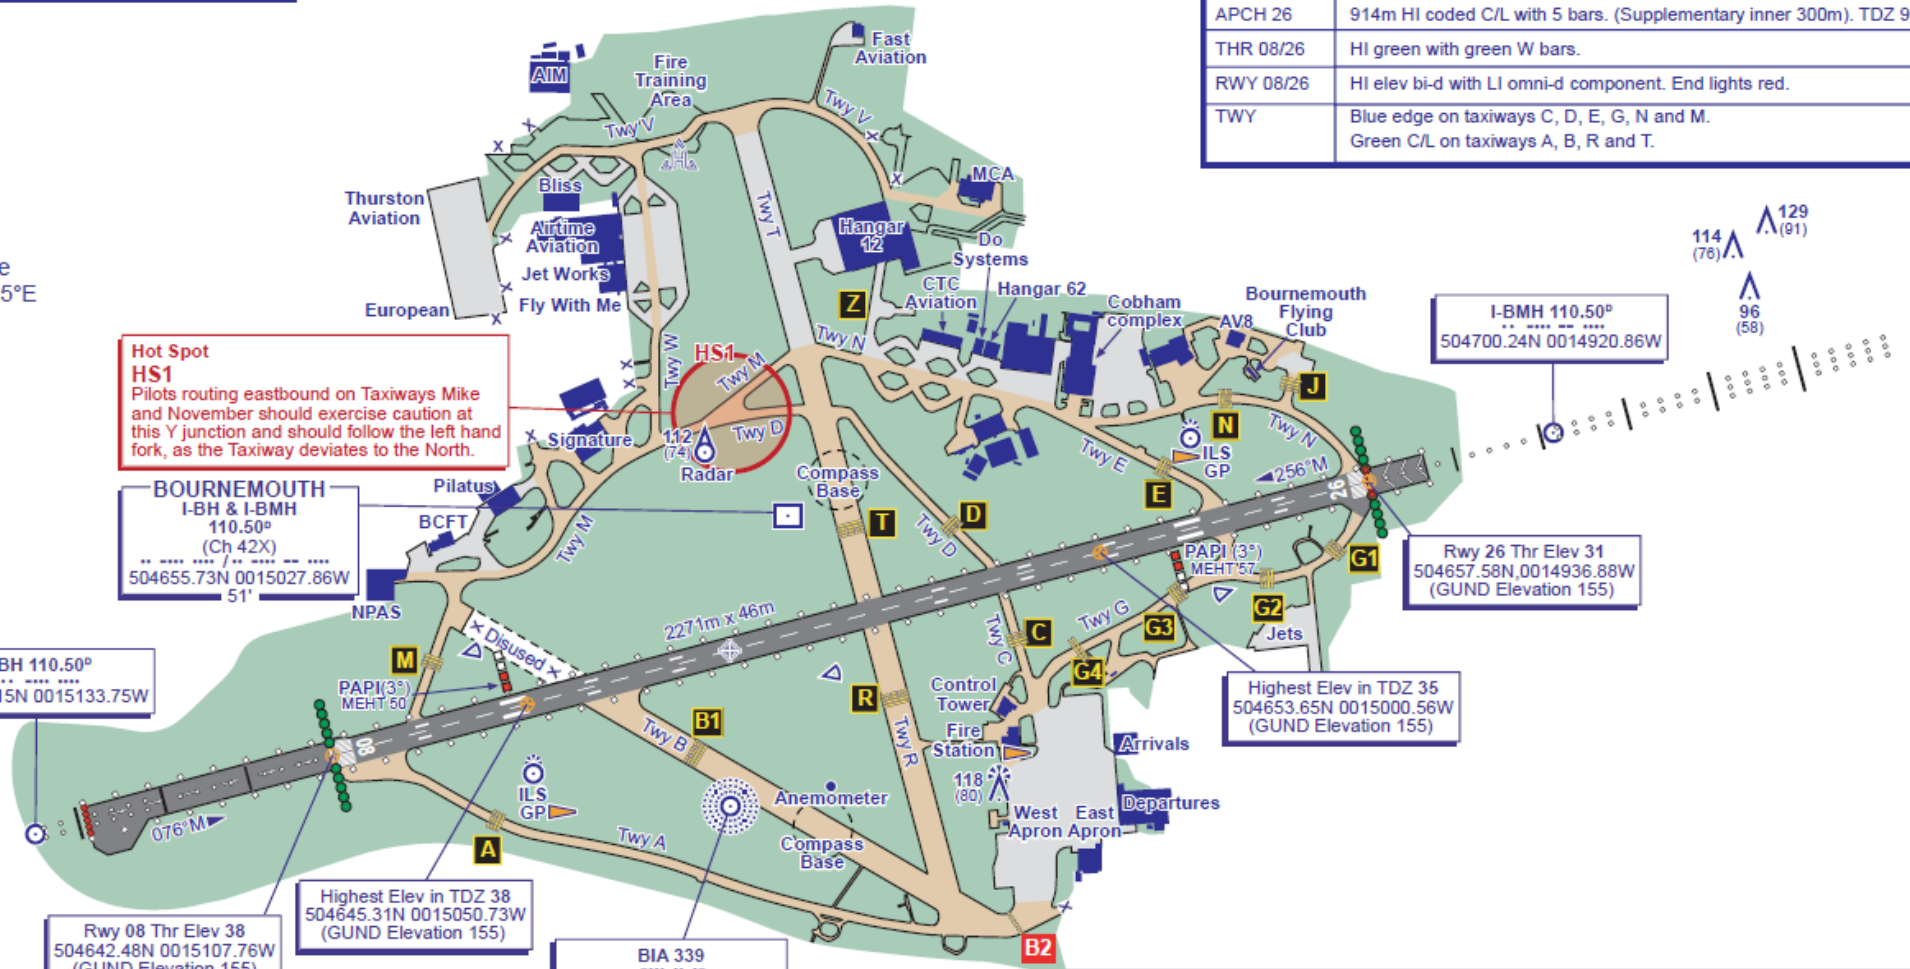 APCH 26
914m HI coded C/L with 5 bars. (Supplementary inner 300m). TDZ 9
THR 08/26
HI green with green W bars.
RWY 08/26
HI elev bi-d with LI omni-d component. End lights red.
TWY
Blue edge on taxiways C, D, E, G, N and M.
Green C/L on taxiways A, B, R and T.
Fast
Aviation
AIM
Fire
Training
Area
Twy V
Twy V
H
MCA
Thurston
Aviation
Bliss
Airtime
Aviation
Jet Works
Fly With Me
European
Twy T
Hangar
12
Do
Systems
CTC
Aviation
Hangar 62
Cobham
complex
Bournemouth
Flying
Club
AV8
129
(91)
114
(76)
96
(58)
e
5°E
I-BMH 110.50ᴰ
504700.24N 0014920.86W
Z
Twy N
Hot Spot
HS1
Pilots routing eastbound on Taxiways Mike
and November should exercise caution at
this Y junction and should follow the left hand
fork, as the Taxiway deviates to the North.
HS1
Twy W
Twy M
Twy D
112
(74)
Radar
Signature
J
N
Twy N
Twy E
ILS
GP
E
256°M
26
Compass
Base
Pilatus
BCFT
Twy M
NPAS
BOURNEMOUTH
I-BH & I-BMH
110.50ᴰ
(Ch 42X)
504655.73N 0015027.86W
51'
T
D
Twy D
PAPI (3°)
MEHT 57
G1
Rwy 26 Thr Elev 31
504657.58N,0014936.88W
(GUND Elevation 155)
G2
Jets
G3
Twy G
C
Twy C
G4
2271m x 46m
X Disused X
M
PAPI(3°)
MEHT 50
BH 110.50ᴰ
15N 0015133.75W
R
Twy R
Control
Tower
Fire
Station
Highest Elev in TDZ 35
504653.65N 0015000.56W
(GUND Elevation 155)
B1
Twy B
08
076°M
ILS
GP
Anemometer
118
(80)
Arrivals
Departures
West
Apron
East
Apron
A
Twy A
Compass
Base
Highest Elev in TDZ 38
504645.31N 0015050.73W
(GUND Elevation 155)
Rwy 08 Thr Elev 38
504642.48N 0015107.76W
(GUND Elevation 155)
BIA 339
B2